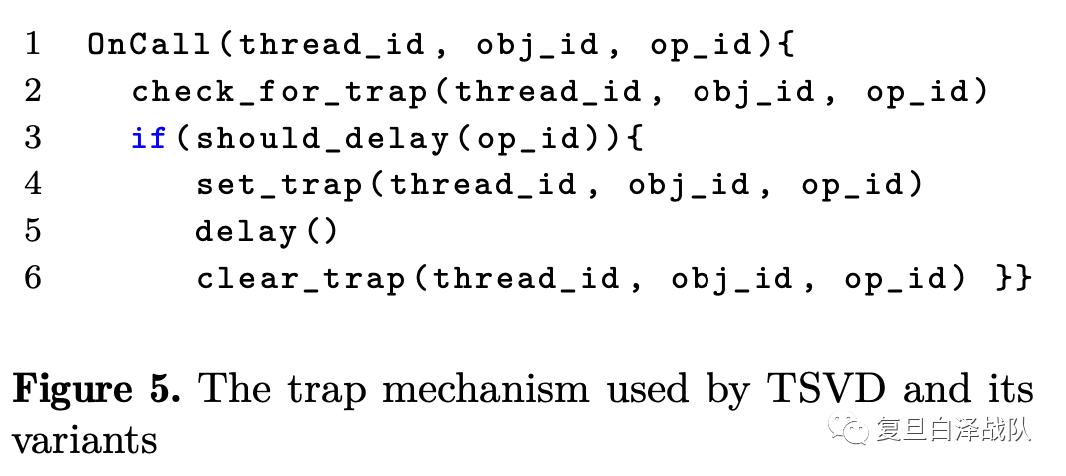 1 OnCall(thread_id, obj_id, op_id){
2 check_for_trap(thread_id, obj_id, op_id)
3 if(should_delay(op_id)){
4 set_trap(thread_id, obj_id, op_id)
5 delay()
6 clear_trap(thread_id, obj_id, op_id) }}
Figure 5. The trap mechanism used by TSVD and its
variants
复旦白泽战队